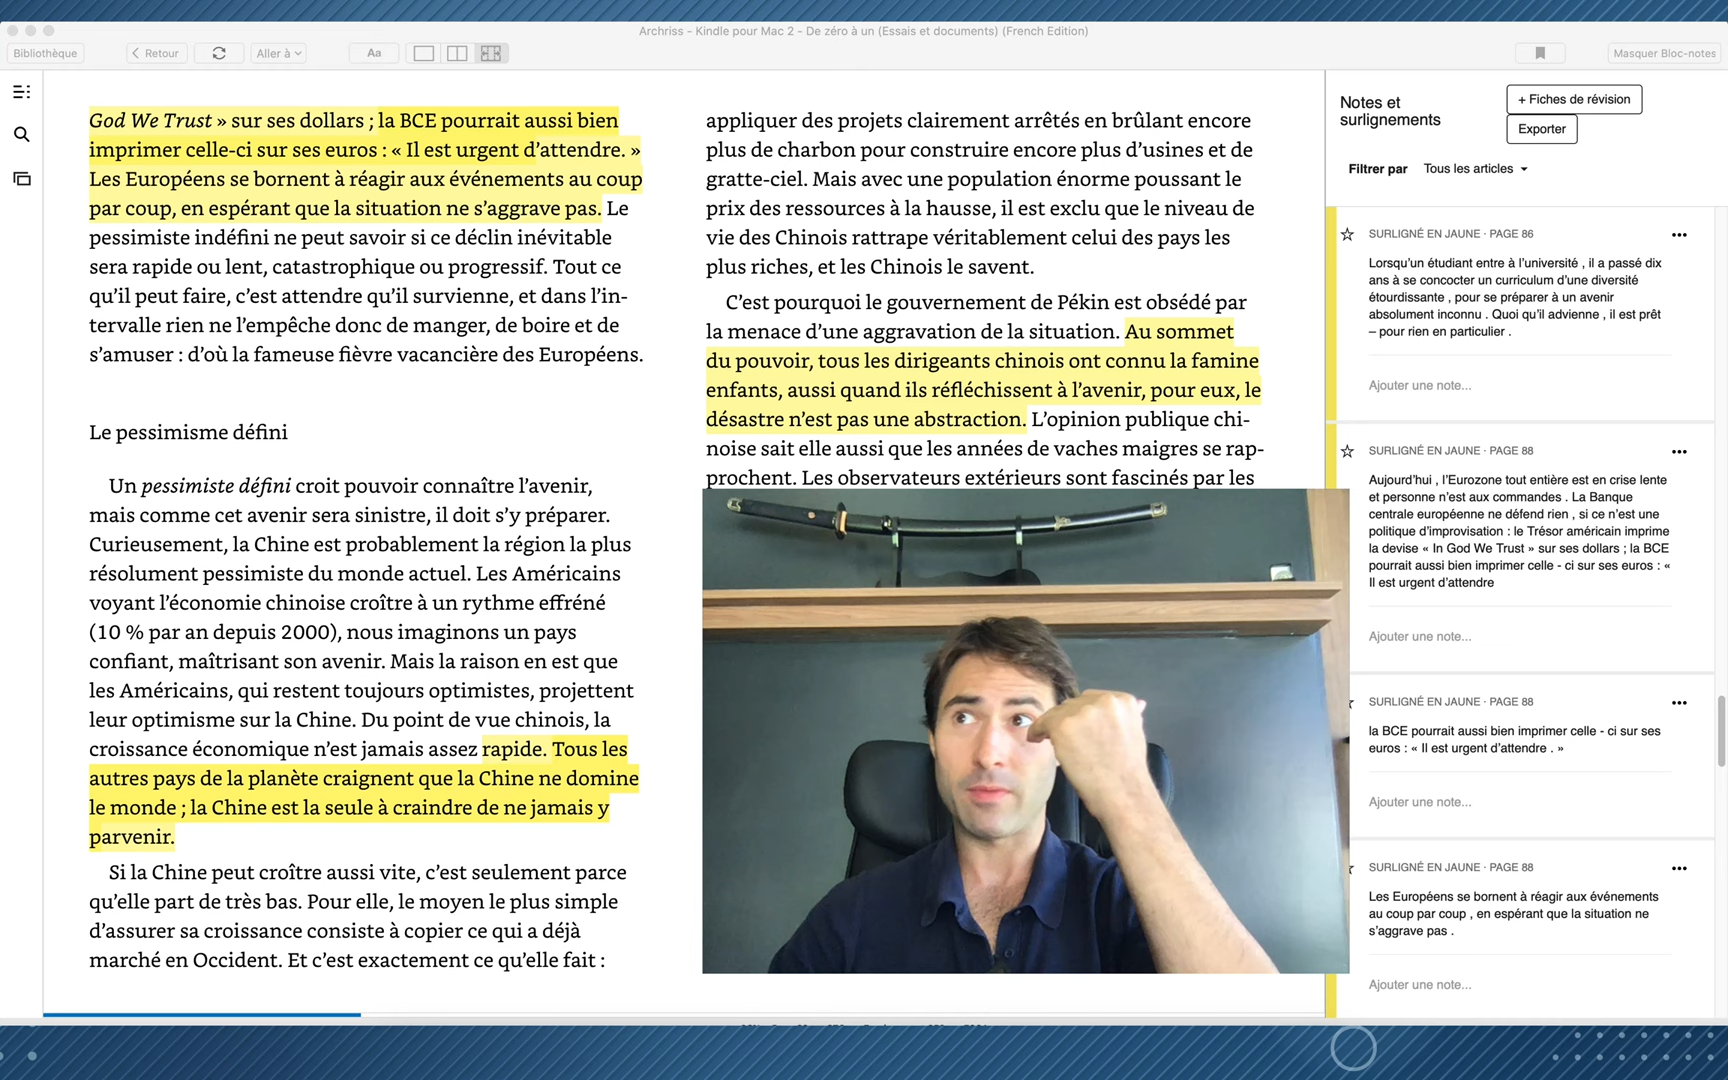 Archriss - Kindle pour Mac 2 - De zéro à un (Essais et documents) (French Edition)
Bibliothèque
Retour
Aller à
Aa
Masquer Bloc-notes
God We Trust » sur ses dollars ; la BCE pourrait aussi bien
imprimer celle-ci sur ses euros : « Il est urgent d’attendre. »
Les Européens se bornent à réagir aux événements au coup
par coup, en espérant que la situation ne s’aggrave pas. Le
pessimiste indéfini ne peut savoir si ce déclin inévitable
sera rapide ou lent, catastrophique ou progressif. Tout ce
qu’il peut faire, c’est attendre qu’il survienne, et dans l’in-
tervalle rien ne l’empêche donc de manger, de boire et de
s’amuser : d’où la fameuse fièvre vacancière des Européens.
Le pessimisme défini
Un pessimiste défini croit pouvoir connaître l’avenir,
mais comme cet avenir sera sinistre, il doit s’y préparer.
Curieusement, la Chine est probablement la région la plus
résolument pessimiste du monde actuel. Les Américains
voyant l’économie chinoise croître à un rythme effréné
(10 % par an depuis 2000), nous imaginons un pays
confiant, maîtrisant son avenir. Mais la raison en est que
les Américains, qui restent toujours optimistes, projettent
leur optimisme sur la Chine. Du point de vue chinois, la
croissance économique n’est jamais assez rapide. Tous les
autres pays de la planète craignent que la Chine ne domine
le monde ; la Chine est la seule à craindre de ne jamais y
parvenir.
Si la Chine peut croître aussi vite, c’est seulement parce
qu’elle part de très bas. Pour elle, le moyen le plus simple
d’assurer sa croissance consiste à copier ce qui a déjà
marché en Occident. Et c’est exactement ce qu’elle fait :
appliquer des projets clairement arrêtés en brûlant encore
plus de charbon pour construire encore plus d’usines et de
gratte-ciel. Mais avec une population énorme poussant le
prix des ressources à la hausse, il est exclu que le niveau de
vie des Chinois rattrape véritablement celui des pays les
plus riches, et les Chinois le savent.
C’est pourquoi le gouvernement de Pékin est obsédé par
la menace d’une aggravation de la situation. Au sommet
du pouvoir, tous les dirigeants chinois ont connu la famine
enfants, aussi quand ils réfléchissent à l’avenir, pour eux, le
désastre n’est pas une abstraction. L’opinion publique chi-
noise sait elle aussi que les années de vaches maigres se rap-
prochent. Les observateurs extérieurs sont fascinés par les
Notes et
surlignements
+ Fiches de révision
Exporter
Filtrer par Tous les articles
SURLIGNÉ EN JAUNE · PAGE 86
Lorsqu’un étudiant entre à l’université , il a passé dix
ans à se concocter un curriculum d’une diversité
étourdissante , pour se préparer à un avenir
absolument inconnu . Quoi qu’il advienne , il est prêt
– pour rien en particulier .
Ajouter une note...
SURLIGNÉ EN JAUNE · PAGE 88
Aujourd’hui , l’Eurozone tout entière est en crise lente
et personne n’est aux commandes . La Banque
centrale européenne ne défend rien , si ce n’est une
politique d’improvisation : le Trésor américain imprime
la devise « In God We Trust » sur ses dollars ; la BCE
pourrait aussi bien imprimer celle - ci sur ses euros : «
Il est urgent d’attendre
Ajouter une note...
SURLIGNÉ EN JAUNE · PAGE 88
la BCE pourrait aussi bien imprimer celle - ci sur ses
euros : « Il est urgent d’attendre . »
Ajouter une note...
SURLIGNÉ EN JAUNE · PAGE 88
Les Européens se bornent à réagir aux événements
au coup par coup , en espérant que la situation ne
s’aggrave pas .
Ajouter une note...